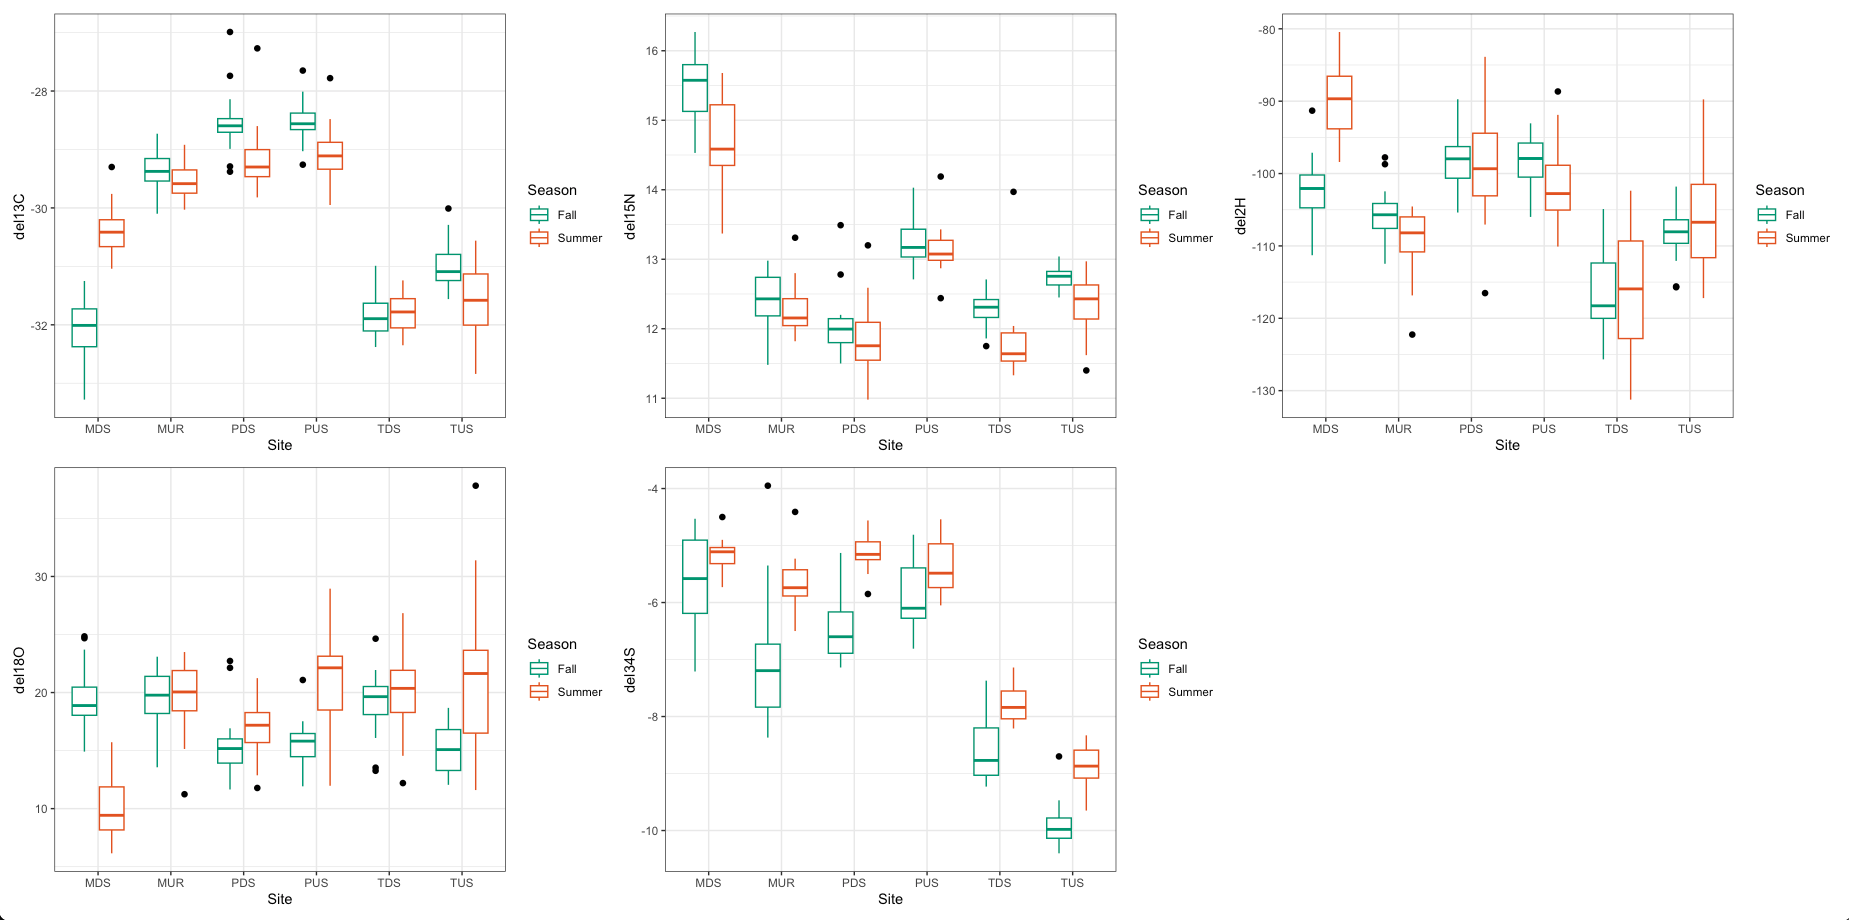 del13C
-28
-30
-32
MDS MUR PDS PUS TDS TUS
Site
Season
Fall
Summer
del15N
16
15
14
13
12
11
MDS MUR PDS PUS TDS TUS
Site
Season
Fall
Summer
del2H
-80
-90
-100
-110
-120
-130
MDS MUR PDS PUS TDS TUS
Site
Season
Fall
Summer
del18O
30
20
10
MDS MUR PDS PUS TDS TUS
Site
Season
Fall
Summer
del34S
-4
-6
-8
-10
MDS MUR PDS PUS TDS TUS
Site
Season
Fall
Summer